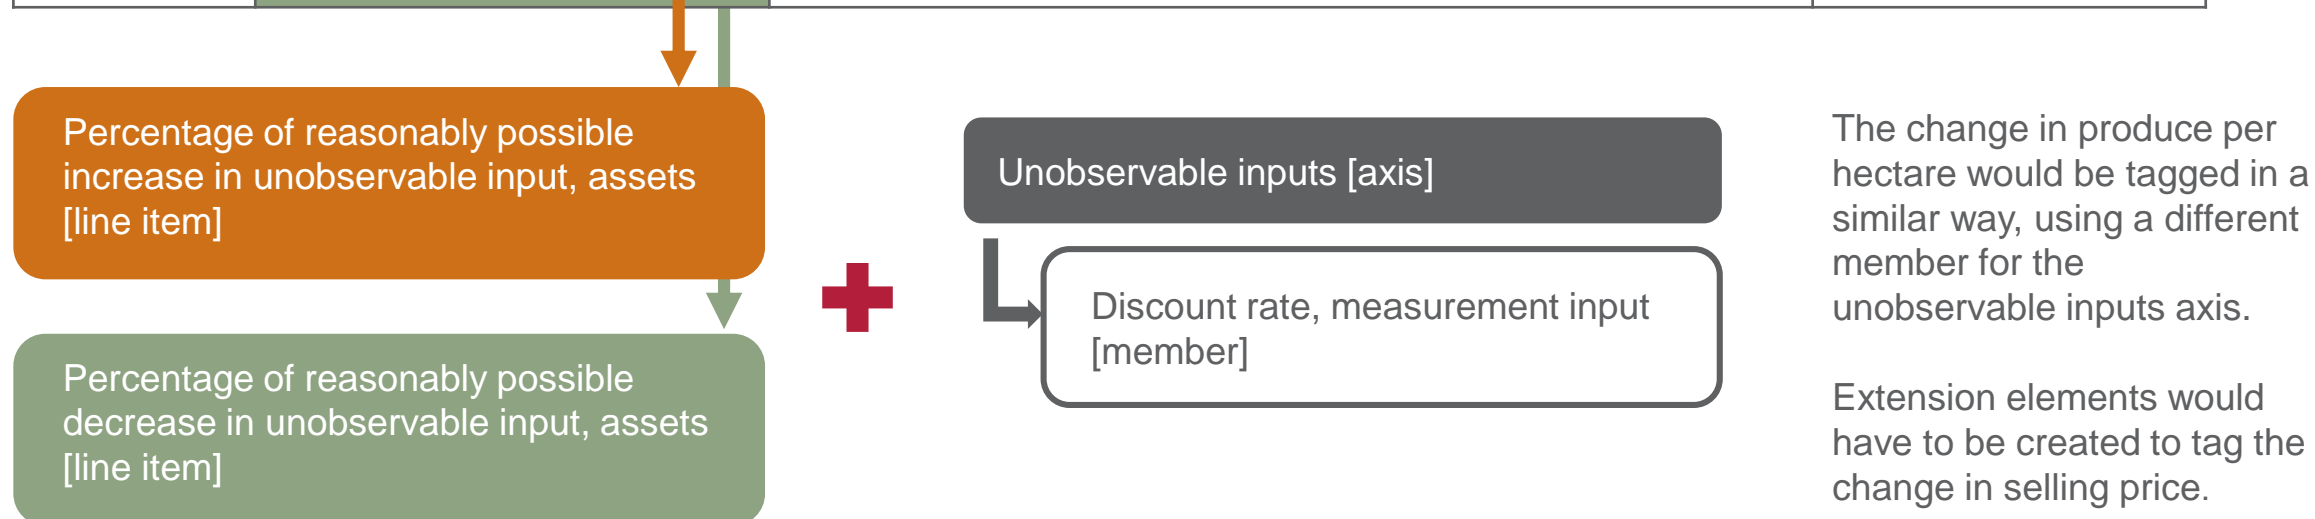 Percentage of reasonably possible
increase in unobservable input, assets
[line item]
Percentage of reasonably possible
decrease in unobservable input, assets
[line item]
Unobservable inputs [axis]
Discount rate, measurement input
[member]
The change in produce per
hectare would be tagged in a
similar way, using a different
member for the
unobservable inputs axis.
Extension elements would
have to be created to tag the
change in selling price.